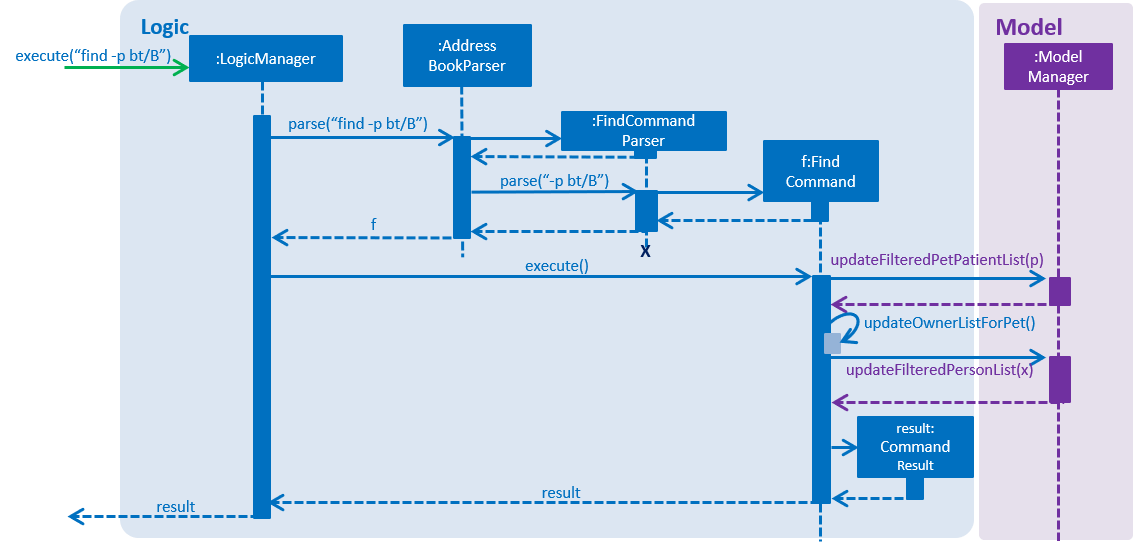 Logic
Model
execute(“find -p bt/B”)
:LogicManager
:Address
BookParser
:Model
Manager
parse(“find -p bt/B”)
:FindCommand
Parser
f:Find
Command
parse(“-p bt/B”)
f
X
execute()
updateFilteredPetPatientList(p)
updateOwnerListForPet()
updateFilteredPersonList(x)
result:
Command
Result
result
result